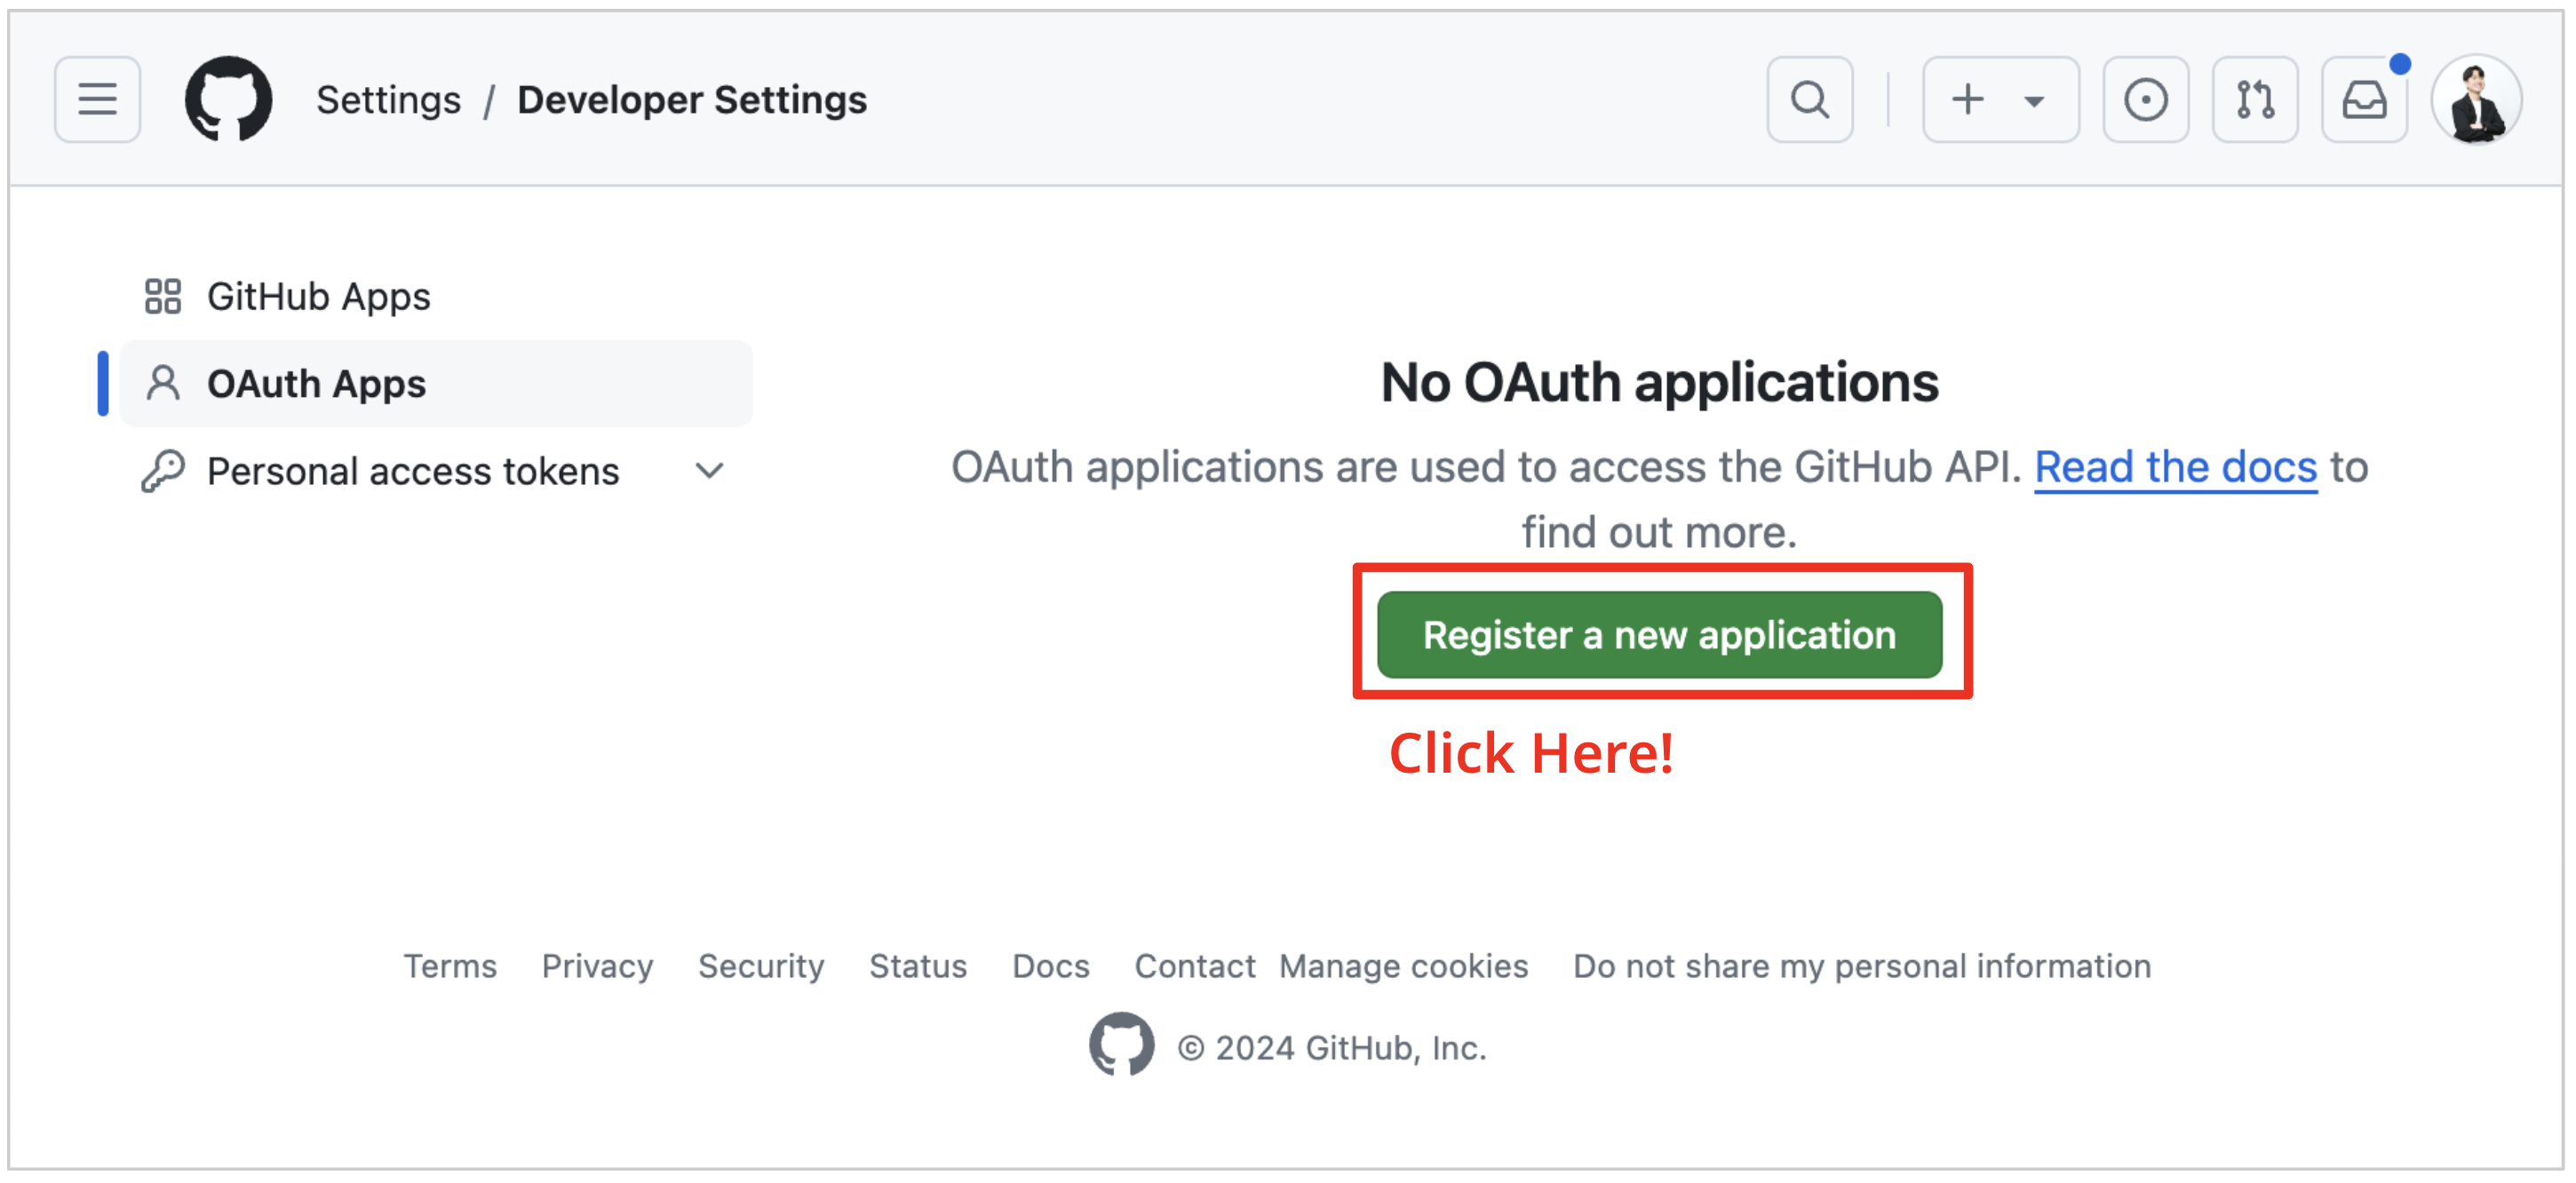 Settings / Developer Settings
GitHub Apps
OAuth Apps
Personal access tokens
No OAuth applications
OAuth applications are used to access the GitHub API. Read the docs to
find out more.
Register a new application
Click Here!
Terms Privacy Security Status Docs Contact Manage cookies Do not share my personal information
© 2024 GitHub, Inc.